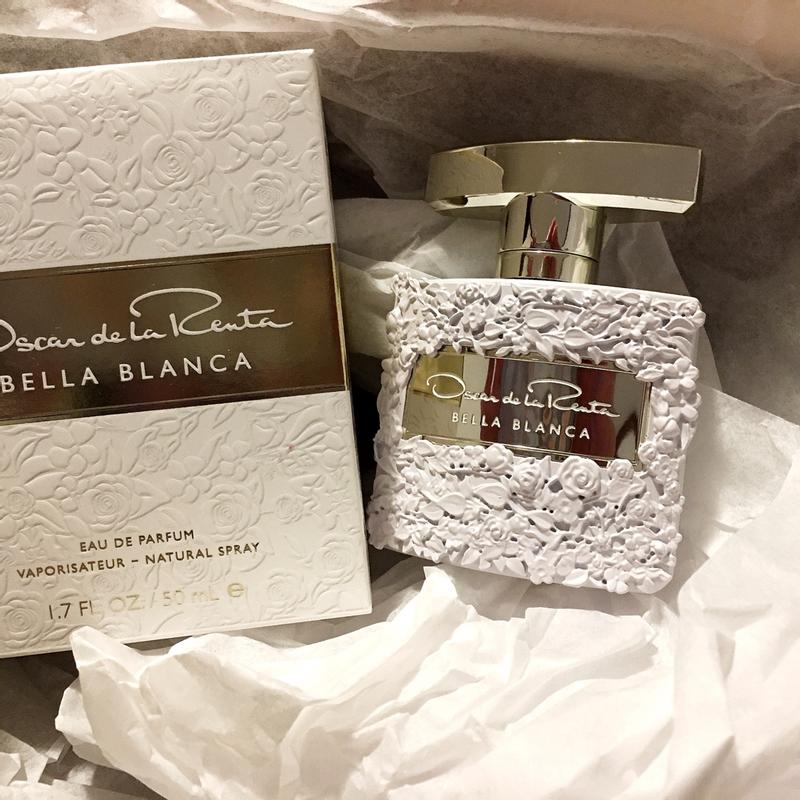 Oscar de la Renta
BELLA BLANCA
EAU DE PARFUM
VAPORISATEUR – NATURAL SPRAY
1.7 FL OZ. / 50 mL ℮
Oscar de la Renta
BELLA BLANCA